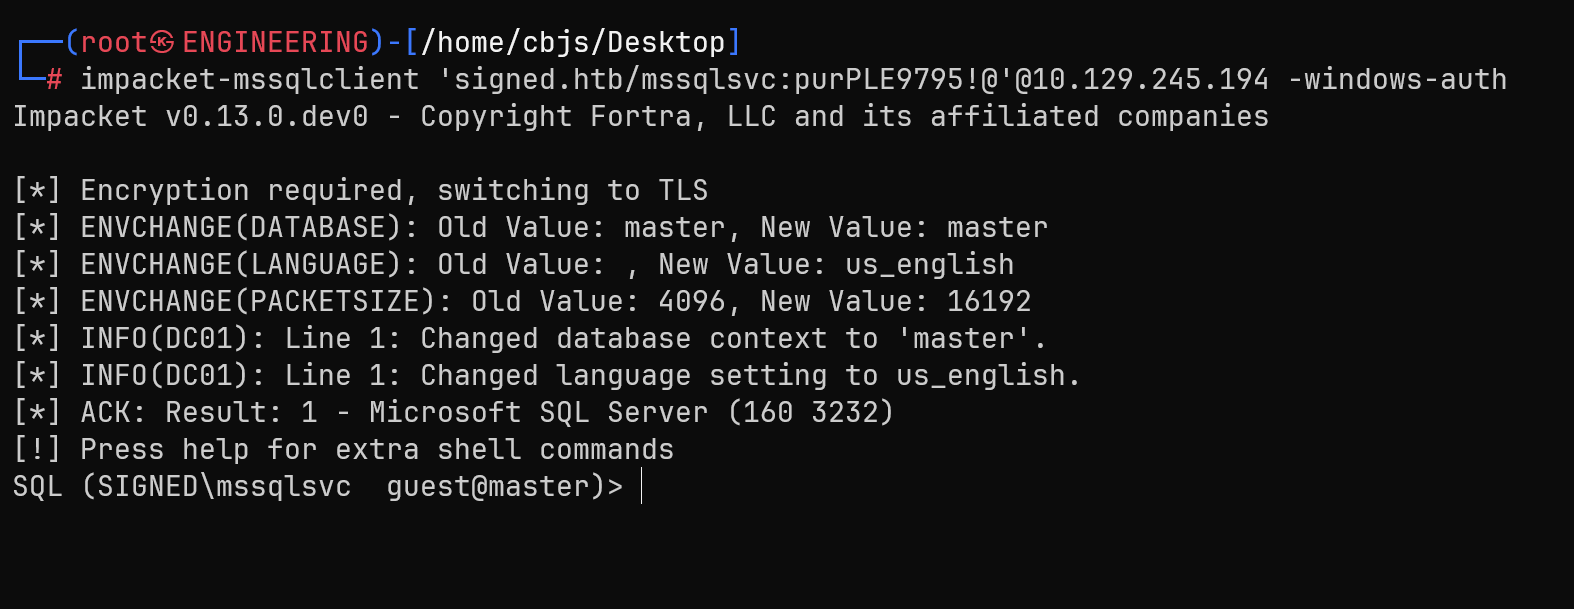 ┌──(root㉿ENGINEERING)-[/home/cbjs/Desktop]
└─# impacket-mssqlclient 'signed.htb/mssqlsvc:purPLE9795!@'@10.129.245.194 -windows-auth
Impacket v0.13.0.dev0 - Copyright Fortra, LLC and its affiliated companies
[*] Encryption required, switching to TLS
[*] ENVCHANGE(DATABASE): Old Value: master, New Value: master
[*] ENVCHANGE(LANGUAGE): Old Value: , New Value: us_english
[*] ENVCHANGE(PACKETSIZE): Old Value: 4096, New Value: 16192
[*] INFO(DC01): Line 1: Changed database context to 'master'.
[*] INFO(DC01): Line 1: Changed language setting to us_english.
[*] ACK: Result: 1 - Microsoft SQL Server (160 3232)
[!] Press help for extra shell commands
SQL (SIGNED\mssqlsvc  guest@master)>